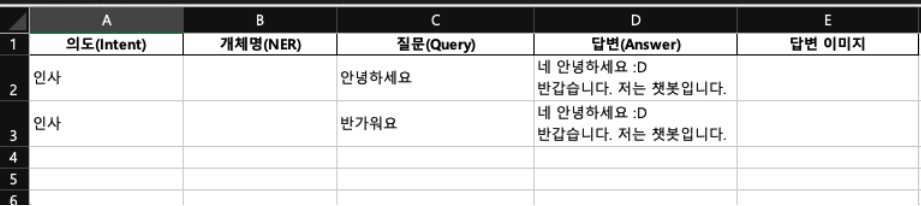 A B C D E
1 의도(Intent) 개체명(NER) 질문(Query) 답변(Answer) 답변 이미지
네 안녕하세요 :D
2 인사 안녕하세요 반갑습니다. 저는 챗봇입니다.
네 안녕하세요 :D
3 인사 반가워요 반갑습니다. 저는 챗봇입니다.
4
5
6